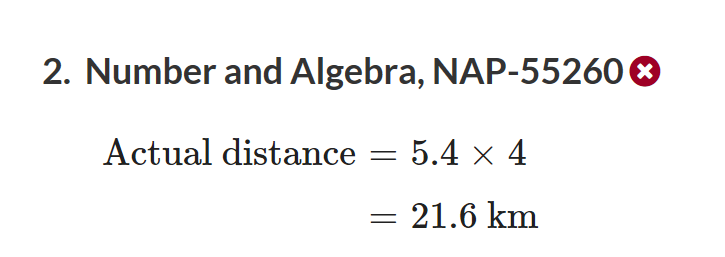 2. Number and Algebra, NAP-55260
Actual distance = 5.4 × 4
= 21.6 km